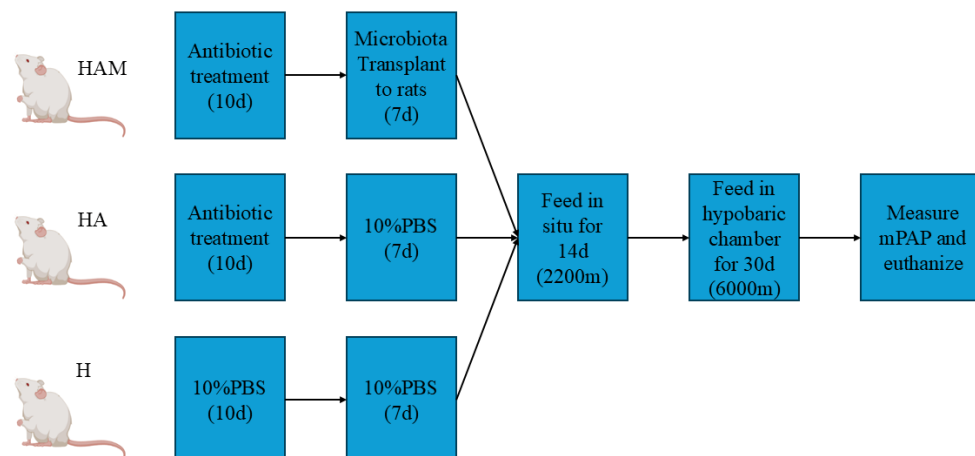 HAM
Antibiotic
treatment
(10d)
Microbiota
Transplant
to rats
(7d)
HA
Antibiotic
treatment
(10d)
10%PBS
(7d)
Feed in
situ for
14d
(2200m)
Feed in
hypobaric
chamber
for 30d
(6000m)
Measure
mPAP and
euthanize
H
10%PBS
(10d)
10%PBS
(7d)